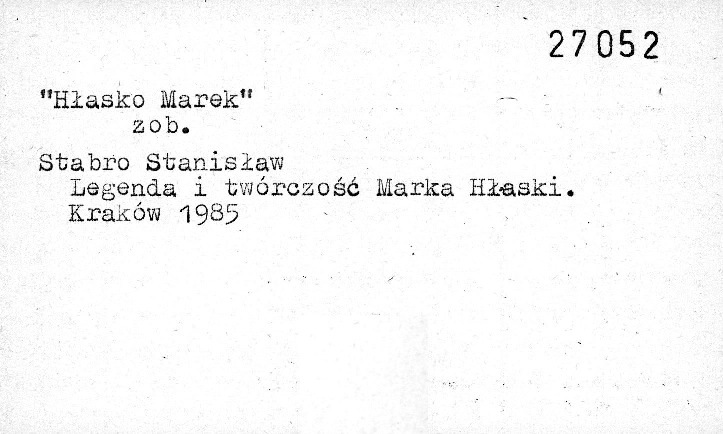 27052
"Hłasko Marek"
zob.
Stabro Stanisław
Legenda i twórczość Marka Hłaski.
Kraków 1985